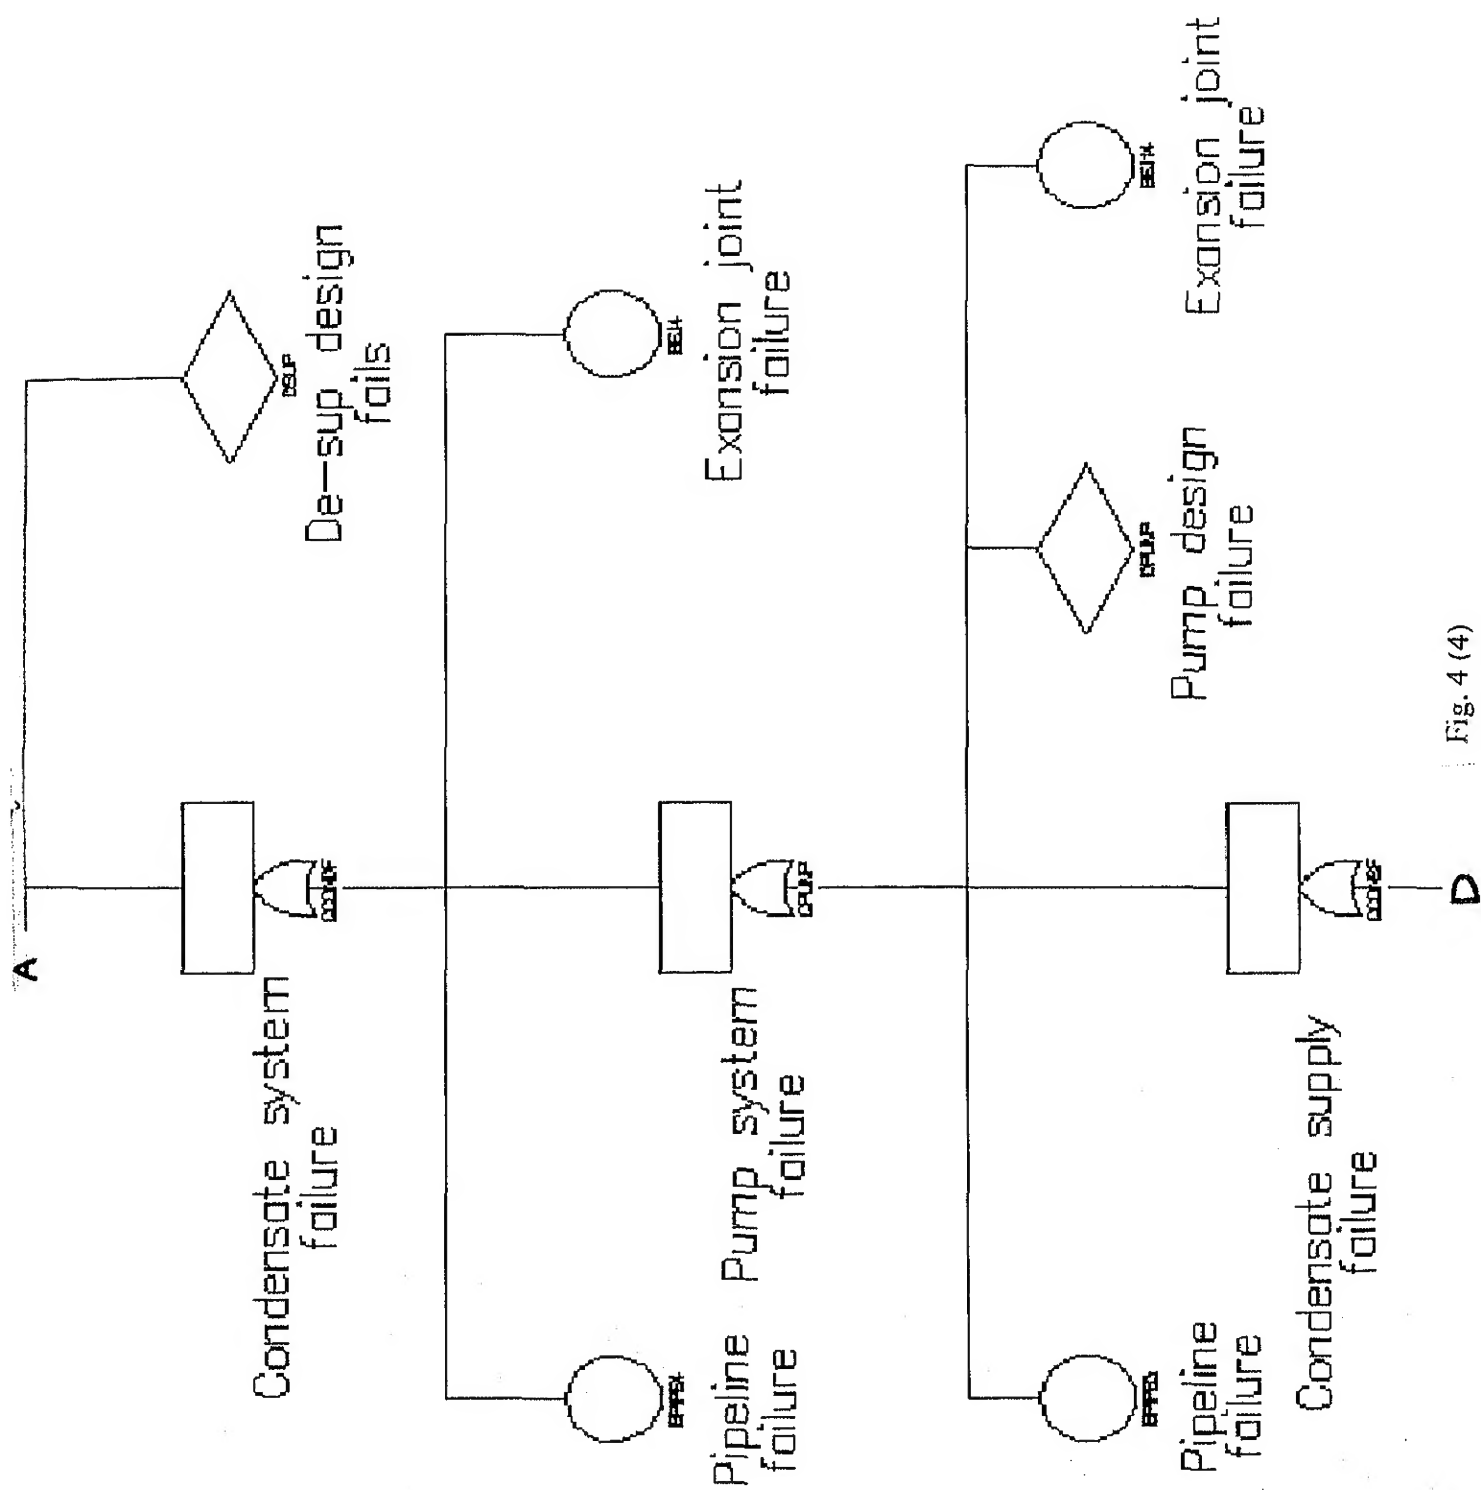 A
De-sup design
fails
DSUP
Condensate system
failure
Exansion joint
failure
Pump system
failure
Pipeline
failure
Exansion joint
failure
Pump design
failure
Condensate supply
failure
Pipeline
failure
D
Fig. 4 (4)